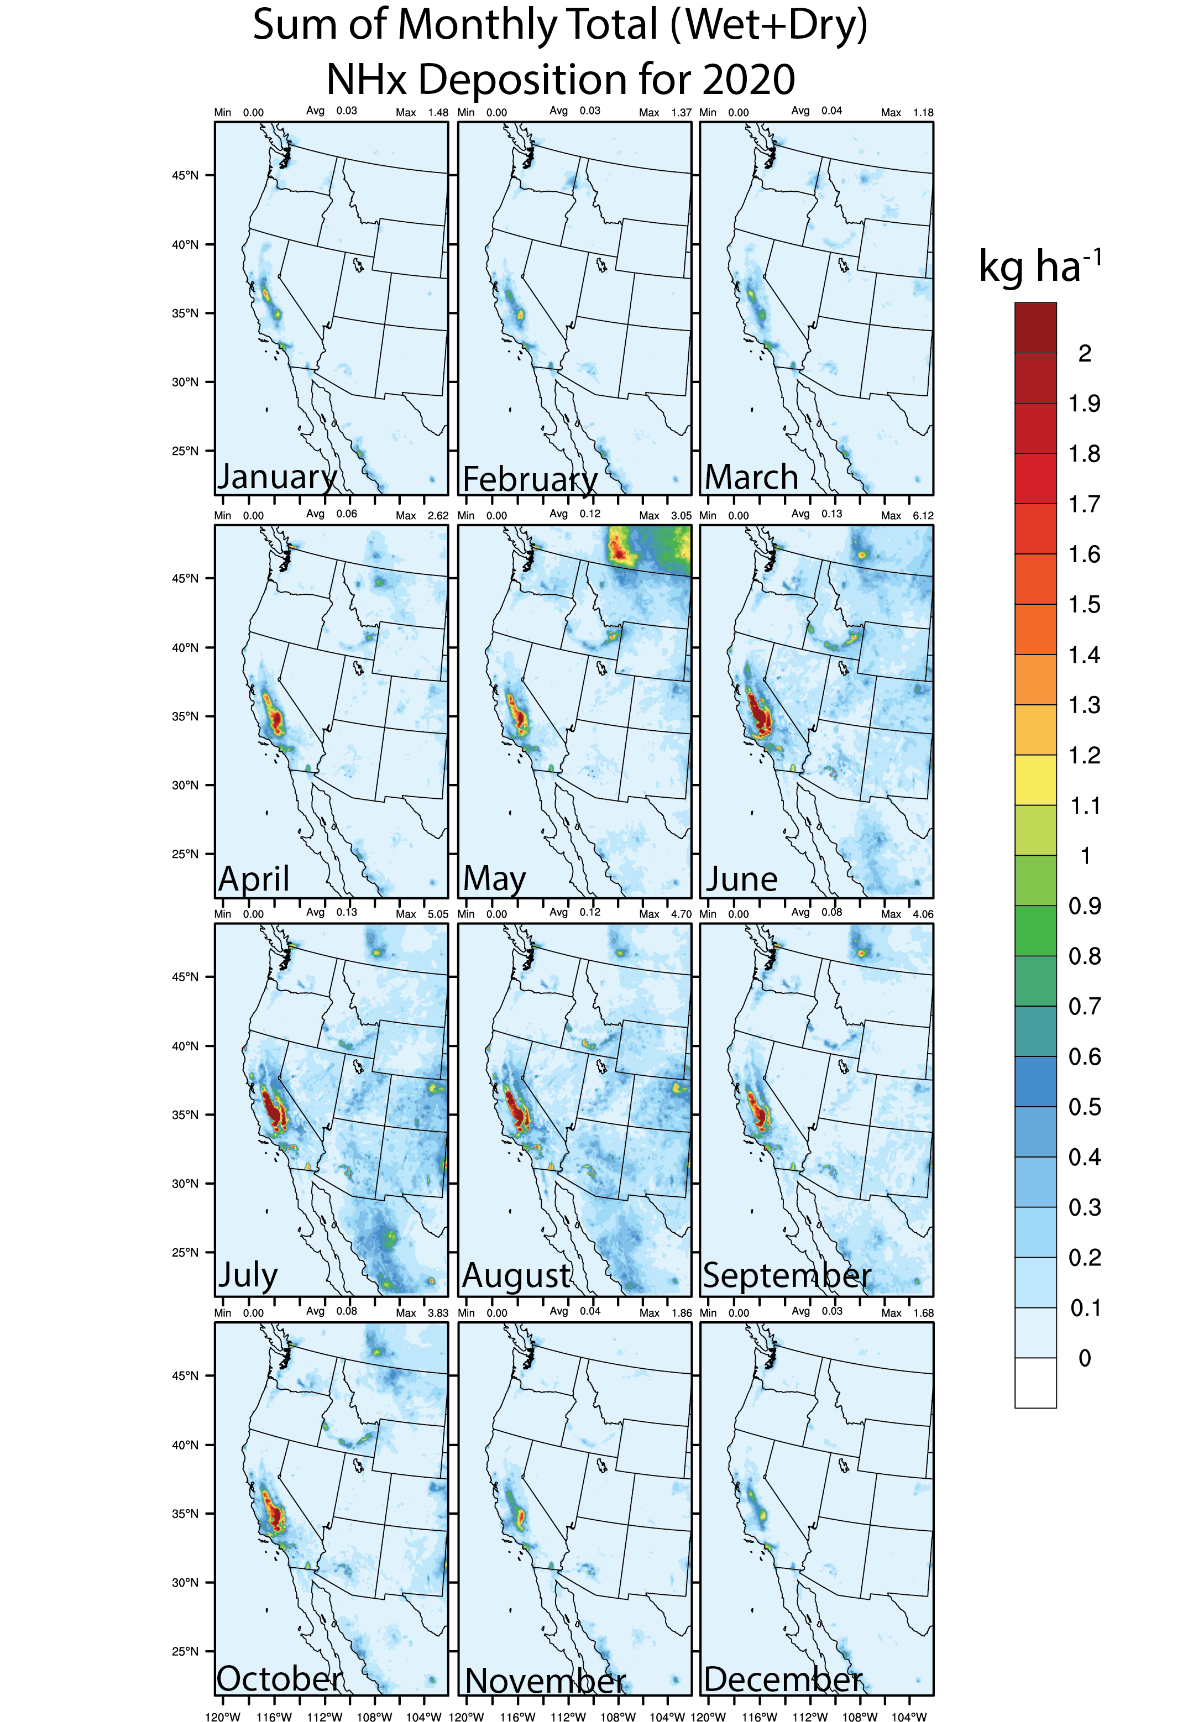 Sum of Monthly Total (Wet+Dry)
NHx Deposition for 2020
Min 0.00 Avg 0.03 Max 1.48
Min 0.00 Avg 0.03 Max 1.37
Min 0.00 Avg 0.04 Max 1.18
45°N
40°N
35°N
30°N
25°N
January
February
March
Min 0.00 Avg 0.06 Max 2.62
Min 0.00 Avg 0.12 Max 3.05
Min 0.00 Avg 0.13 Max 6.12
45°N
40°N
35°N
30°N
25°N
April
May
June
Min 0.00 Avg 0.13 Max 5.05
Min 0.00 Avg 0.12 Max 4.70
Min 0.00 Avg 0.08 Max 4.06
45°N
40°N
35°N
30°N
25°N
July
August
September
Min 0.00 Avg 0.08 Max 3.83
Min 0.00 Avg 0.04 Max 1.86
Min 0.00 Avg 0.03 Max 1.68
45°N
40°N
35°N
30°N
25°N
October
November
December
120°W 116°W 112°W 108°W 104°W
120°W 116°W 112°W 108°W 104°W
120°W 116°W 112°W 108°W 104°W
kg ha-1
2
1.9
1.8
1.7
1.6
1.5
1.4
1.3
1.2
1.1
1
0.9
0.8
0.7
0.6
0.5
0.4
0.3
0.2
0.1
0